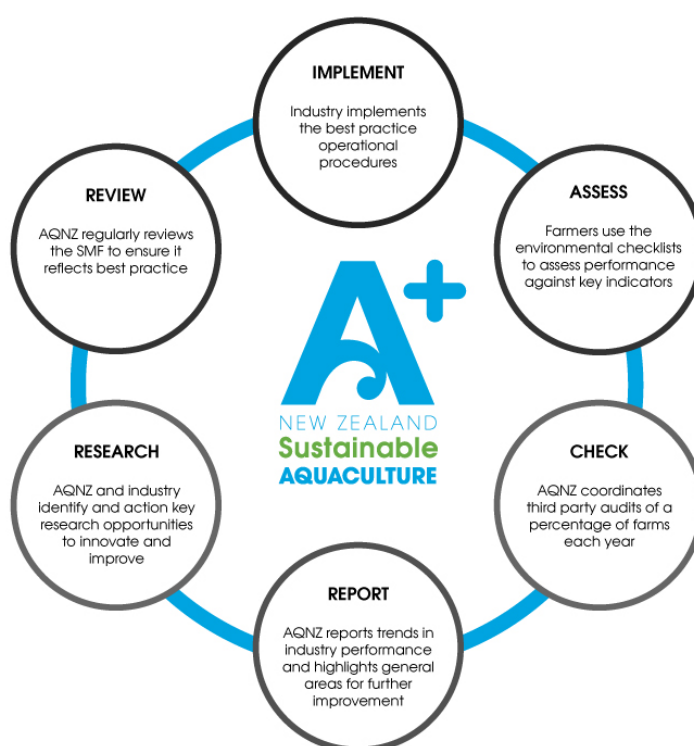 IMPLEMENT
Industry implements
the best practice
operational
procedures
ASSESS
Farmers use the
environmental checklists
to assess performance
against key indicators
CHECK
AQNZ coordinates
third party audits of a
percentage of farms
each year
REPORT
AQNZ reports trends in
industry performance
and highlights general
areas for further
improvement
RESEARCH
AQNZ and industry
identify and action key
research opportunities
to innovate and
improve
REVIEW
AQNZ regularly reviews
the SMF to ensure it
reflects best practice
A+
NEW ZEALAND
Sustainable
AQUACULTURE